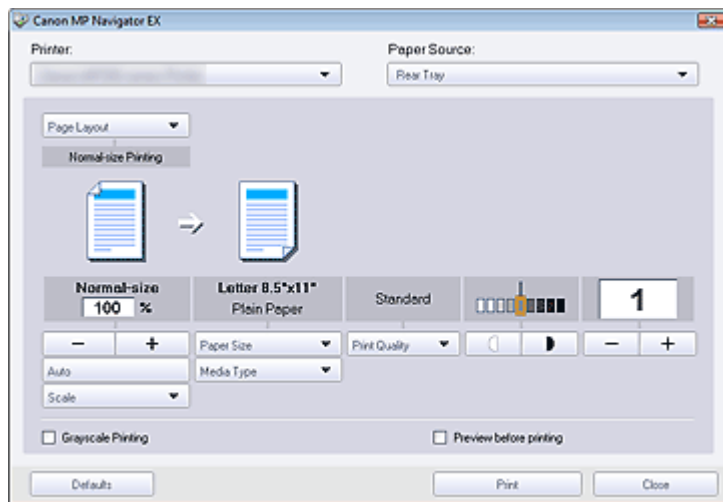 Canon MP Navigator EX
Printer:
Paper Source:
Rear Tray
Page Layout
Normal-size Printing
Normal-size
100 %
Letter 8.5"x11"
Plain Paper
Standard
1
- +
Paper Size
Print Quality
- +
Auto
Media Type
Scale
Grayscale Printing
Preview before printing
Defaults
Print
Close